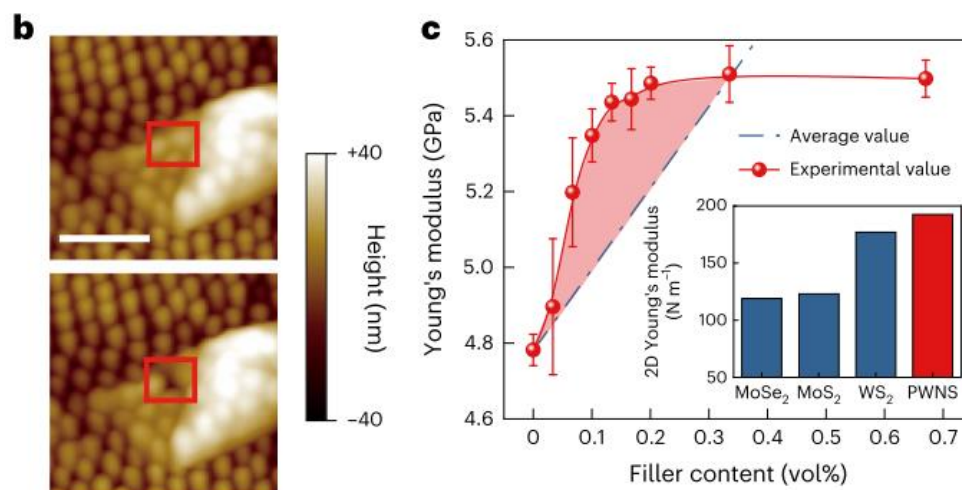 b
+40
Height (nm)
−40
c
5.6
5.4
5.2
5.0
4.8
4.6
Young's modulus (GPa)
Average value
Experimental value
200
150
100
50
2D Young's modulus
(N m⁻¹)
MoSe₂ MoS₂ WS₂ PWNS
0 0.1 0.2 0.3 0.4 0.5 0.6 0.7
Filler content (vol%)